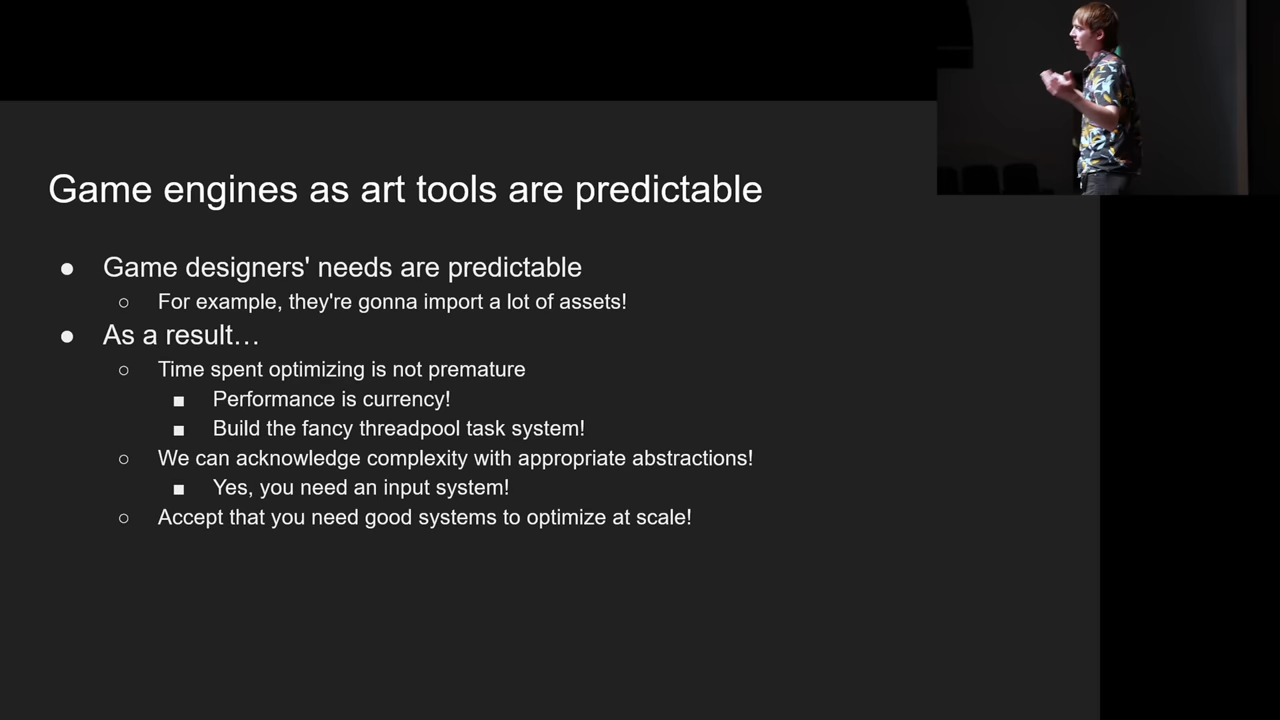 Game engines as art tools are predictable
● Game designers' needs are predictable
○ For example, they're gonna import a lot of assets!
● As a result…
○ Time spent optimizing is not premature
■ Performance is currency!
■ Build the fancy threadpool task system!
○ We can acknowledge complexity with appropriate abstractions!
■ Yes, you need an input system!
○ Accept that you need good systems to optimize at scale!